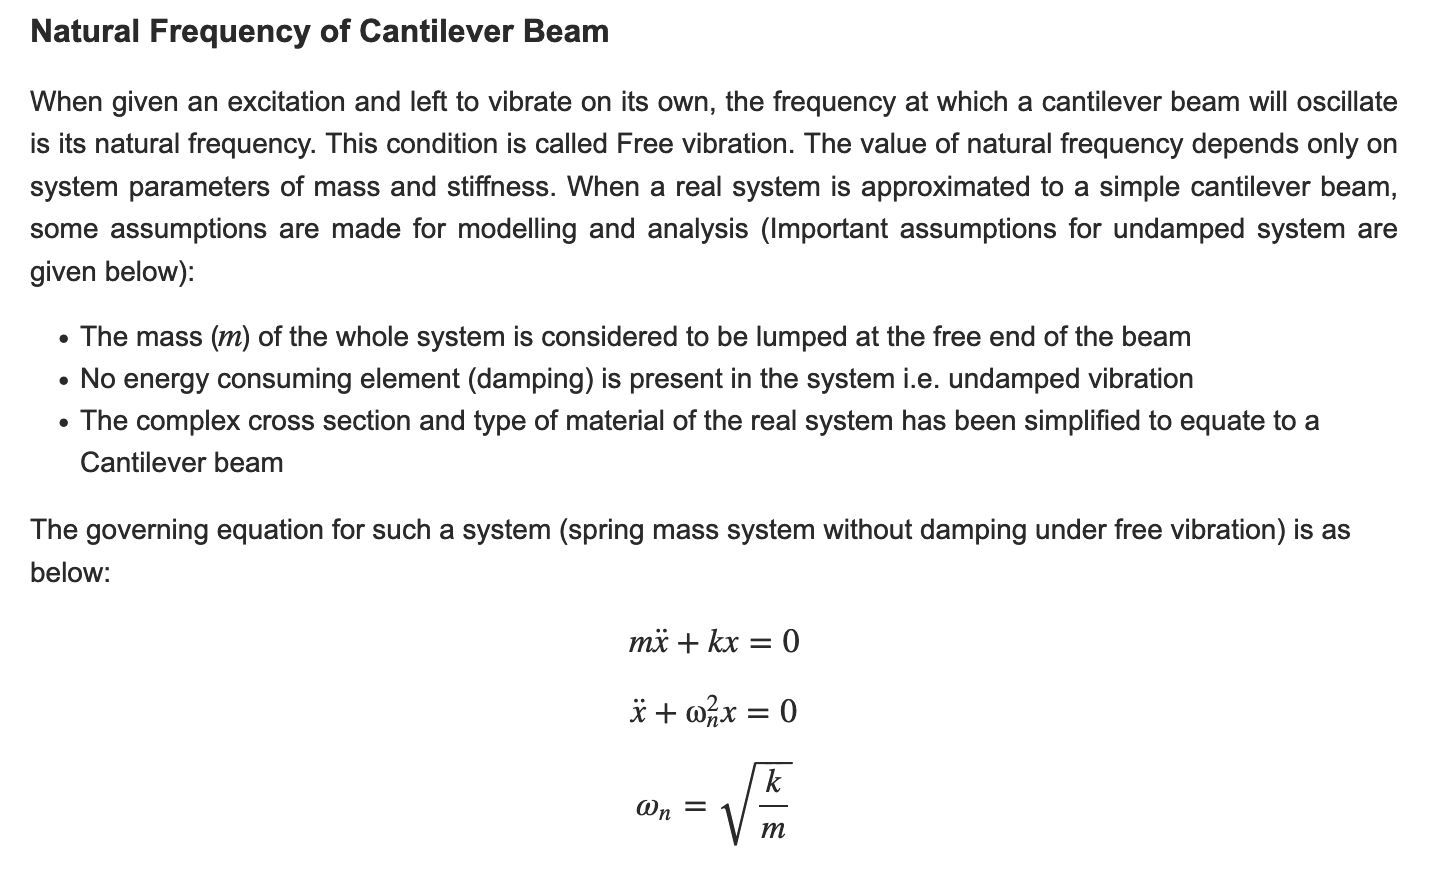 Natural Frequency of Cantilever Beam
When given an excitation and left to vibrate on its own, the frequency at which a cantilever beam will oscillate
is its natural frequency. This condition is called Free vibration. The value of natural frequency depends only on
system parameters of mass and stiffness. When a real system is approximated to a simple cantilever beam,
some assumptions are made for modelling and analysis (Important assumptions for undamped system are
given below):
• The mass (m) of the whole system is considered to be lumped at the free end of the beam
• No energy consuming element (damping) is present in the system i.e. undamped vibration
• The complex cross section and type of material of the real system has been simplified to equate to a
Cantilever beam
The governing equation for such a system (spring mass system without damping under free vibration) is as
below:
mẍ + kx = 0
ẍ + ω²ₙx = 0
ωₙ = √(k/m)